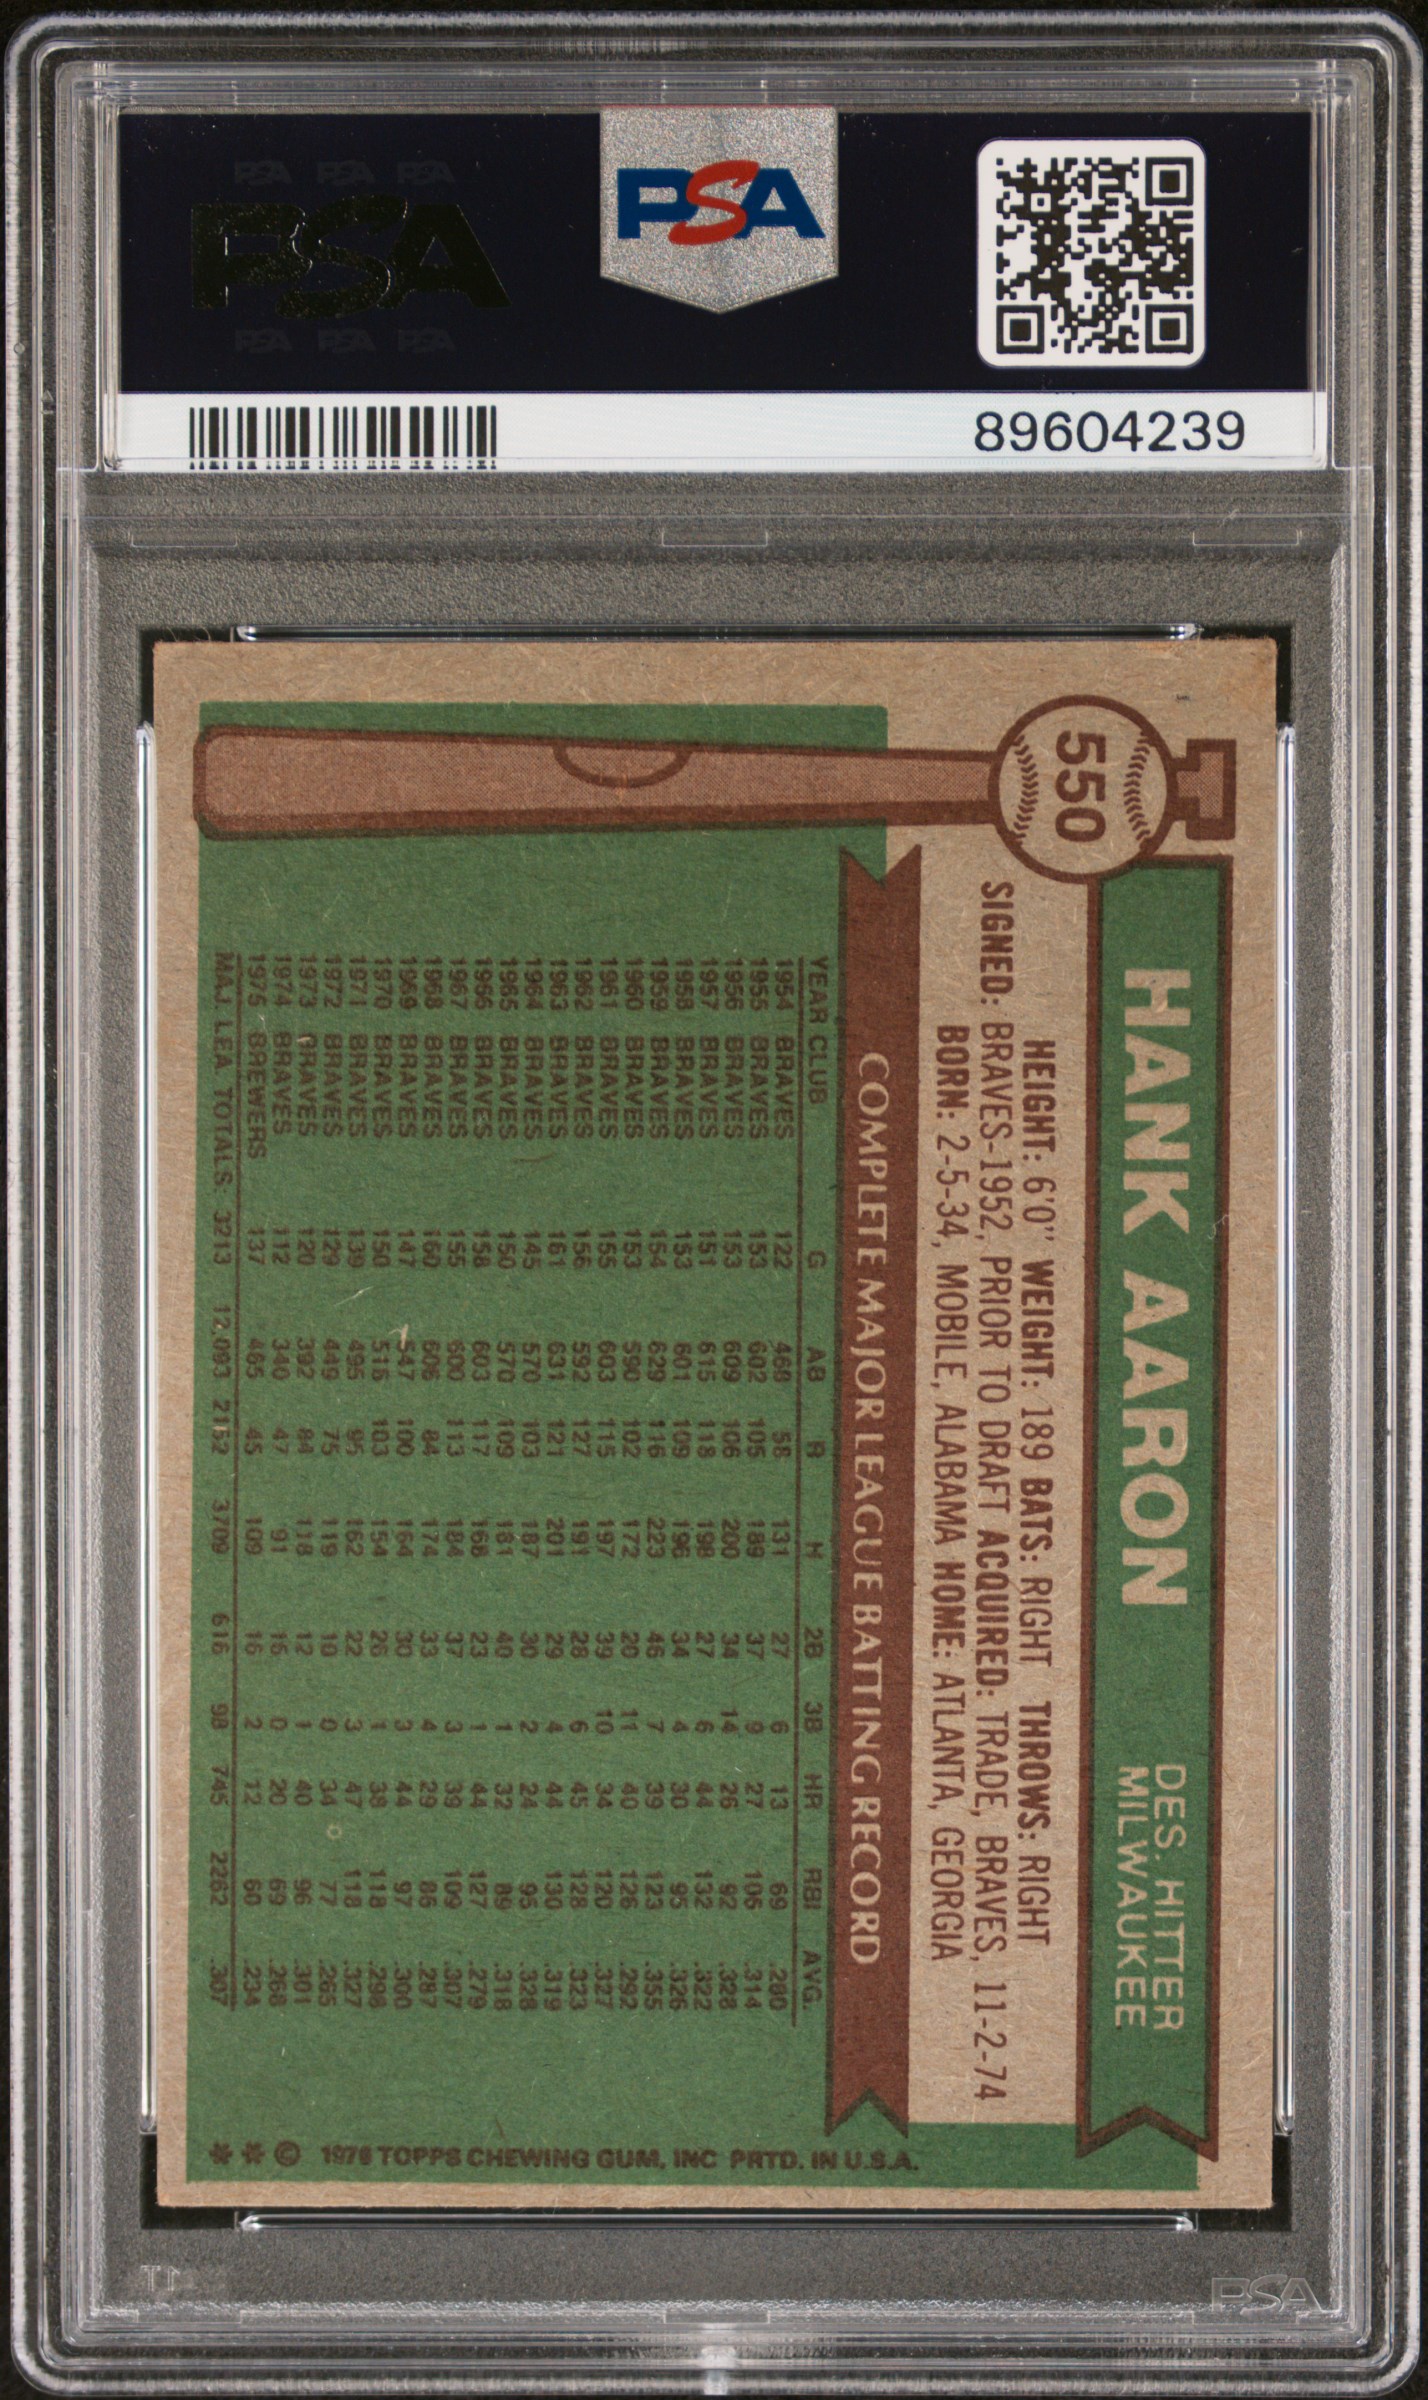 PSA PSA PSA
PSA
PSA PSA PSA
PSA
89604239
550
HANK AARON
DES. HITTER
MILWAUKEE
HEIGHT: 6'0" WEIGHT: 189 BATS: RIGHT THROWS: RIGHT
SIGNED: BRAVES-1952, PRIOR TO DRAFT ACQUIRED: TRADE, BRAVES, 11-2-74
BORN: 2-5-34, MOBILE, ALABAMA HOME: ATLANTA, GEORGIA
COMPLETE MAJOR LEAGUE BATTING RECORD
YEAR CLUB G AB R H 2B 3B HR RBI AVG.
1954 BRAVES 122 468 58 131 27 6 13 69 .280
1955 BRAVES 153 602 105 189 37 9 27 106 .314
1956 BRAVES 153 609 106 200 34 14 26 92 .328
1957 BRAVES 151 615 118 198 27 6 44 132 .322
1958 BRAVES 153 601 109 196 34 4 30 95 .326
1959 BRAVES 154 629 116 223 46 7 39 123 .355
1960 BRAVES 153 590 102 172 20 11 40 126 .292
1961 BRAVES 155 603 115 197 39 10 34 120 .327
1962 BRAVES 156 592 127 191 28 6 45 128 .323
1963 BRAVES 161 631 121 201 29 4 44 130 .319
1964 BRAVES 145 570 103 187 30 2 24 95 .328
1965 BRAVES 150 570 109 181 40 1 32 89 .318
1966 BRAVES 158 603 117 168 23 1 44 127 .279
1967 BRAVES 155 600 113 184 37 3 39 109 .307
1968 BRAVES 160 606 84 174 33 4 29 86 .287
1969 BRAVES 147 547 100 164 30 3 44 97 .300
1970 BRAVES 150 516 103 154 26 1 38 118 .298
1971 BRAVES 139 495 95 162 22 3 47 118 .327
1972 BRAVES 129 449 75 119 10 0 34 77 .265
1973 BRAVES 120 392 84 118 12 1 40 96 .301
1974 BRAVES 112 340 47 91 16 0 20 69 .268
1975 BREWERS 137 465 45 109 16 2 12 60 .234
MAJ. LEA. TOTALS: 3213 12,093 2152 3709 616 98 745 2262 .307
** © 1976 TOPPS CHEWING GUM, INC PRTD. IN U.S.A.
PSA